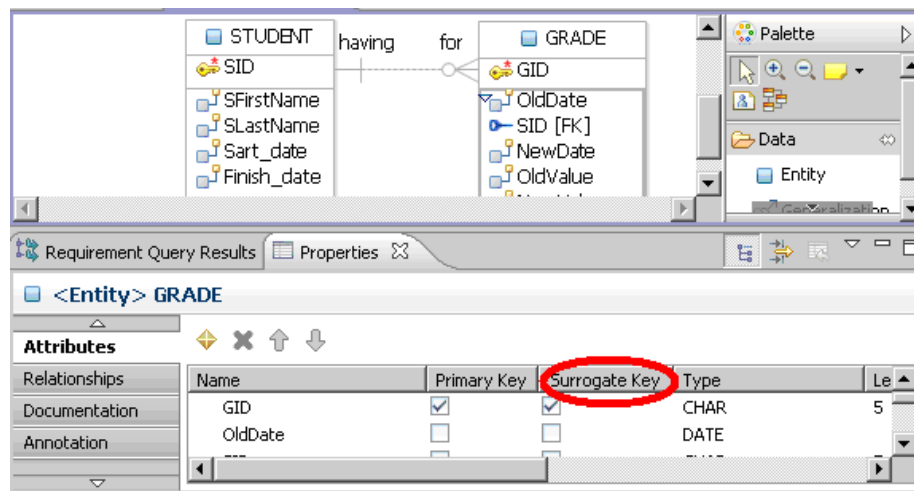 STUDENT having for GRADE Palette
SID GID
SFirstName OldDate
SLastName SID [FK]
Sart_date NewDate Data
Finish_date OldValue Entity
Generalization
Requirement Query Results Properties
<Entity> GRADE
Attributes
Relationships Name Primary Key Surrogate Key Type Le
Documentation GID CHAR 5
Annotation OldDate DATE